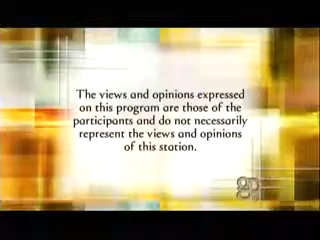 The views and opinions expressed
on this program are those of the
participants and do not necessarily
represent the views and opinions
of this station.